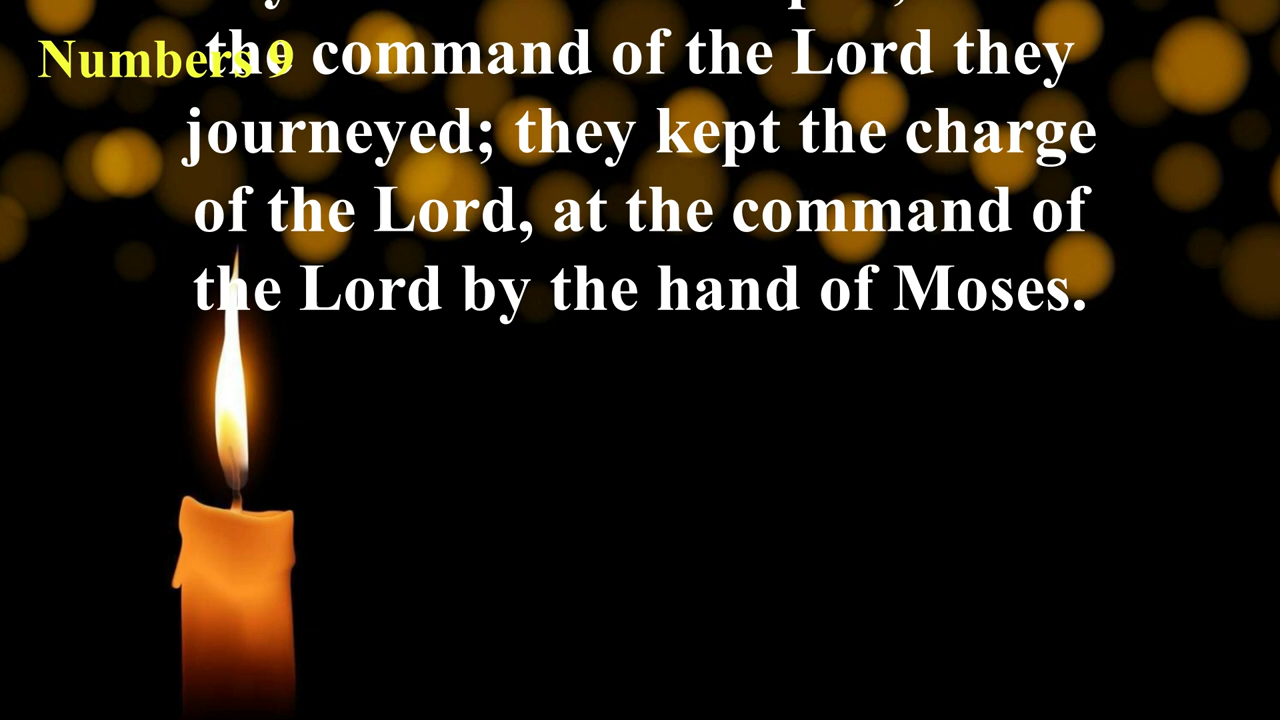 Numbers 9
the command of the Lord they
journeyed; they kept the charge
of the Lord, at the command of
the Lord by the hand of Moses.